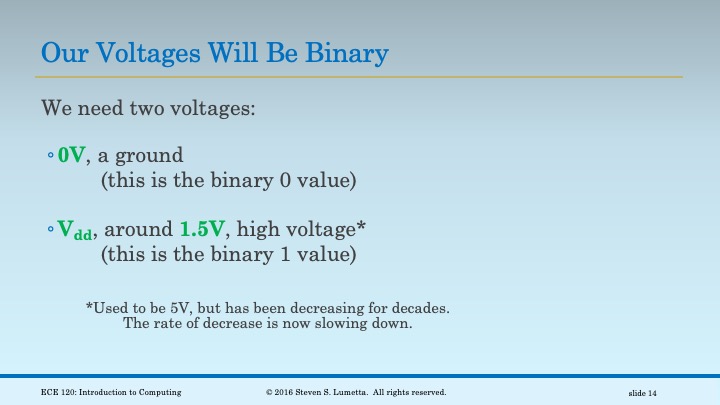 Our Voltages Will Be Binary
We need two voltages:
◦0V, a ground
(this is the binary 0 value)
◦Vdd, around 1.5V, high voltage*
(this is the binary 1 value)
*Used to be 5V, but has been decreasing for decades.
The rate of decrease is now slowing down.
ECE 120: Introduction to Computing © 2016 Steven S. Lumetta. All rights reserved. slide 14